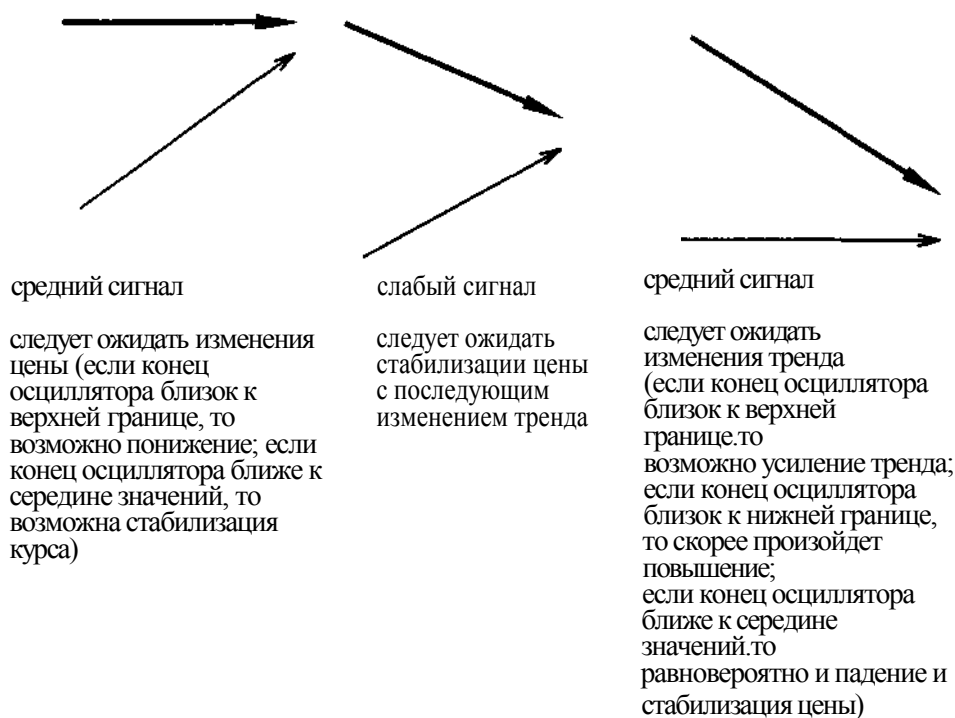 средний сигнал
следует ожидать изменения
цены (если конец
осциллятора близок к
верхней границе, то
возможно понижение; если
конец осциллятора ближе к
середине значений, то
возможна стабилизация
курса)
слабый сигнал
следует ожидать
стабилизации цены
с последующим
изменением тренда
средний сигнал
следует ожидать
изменения тренда
(если конец осциллятора
близок к верхней
границе.то
возможно усиление тренда;
если конец осциллятора
близок к нижней границе,
то скорее произойдет
повышение;
если конец осциллятора
ближе к середине
значений.то
равновероятно и падение и
стабилизация цены)